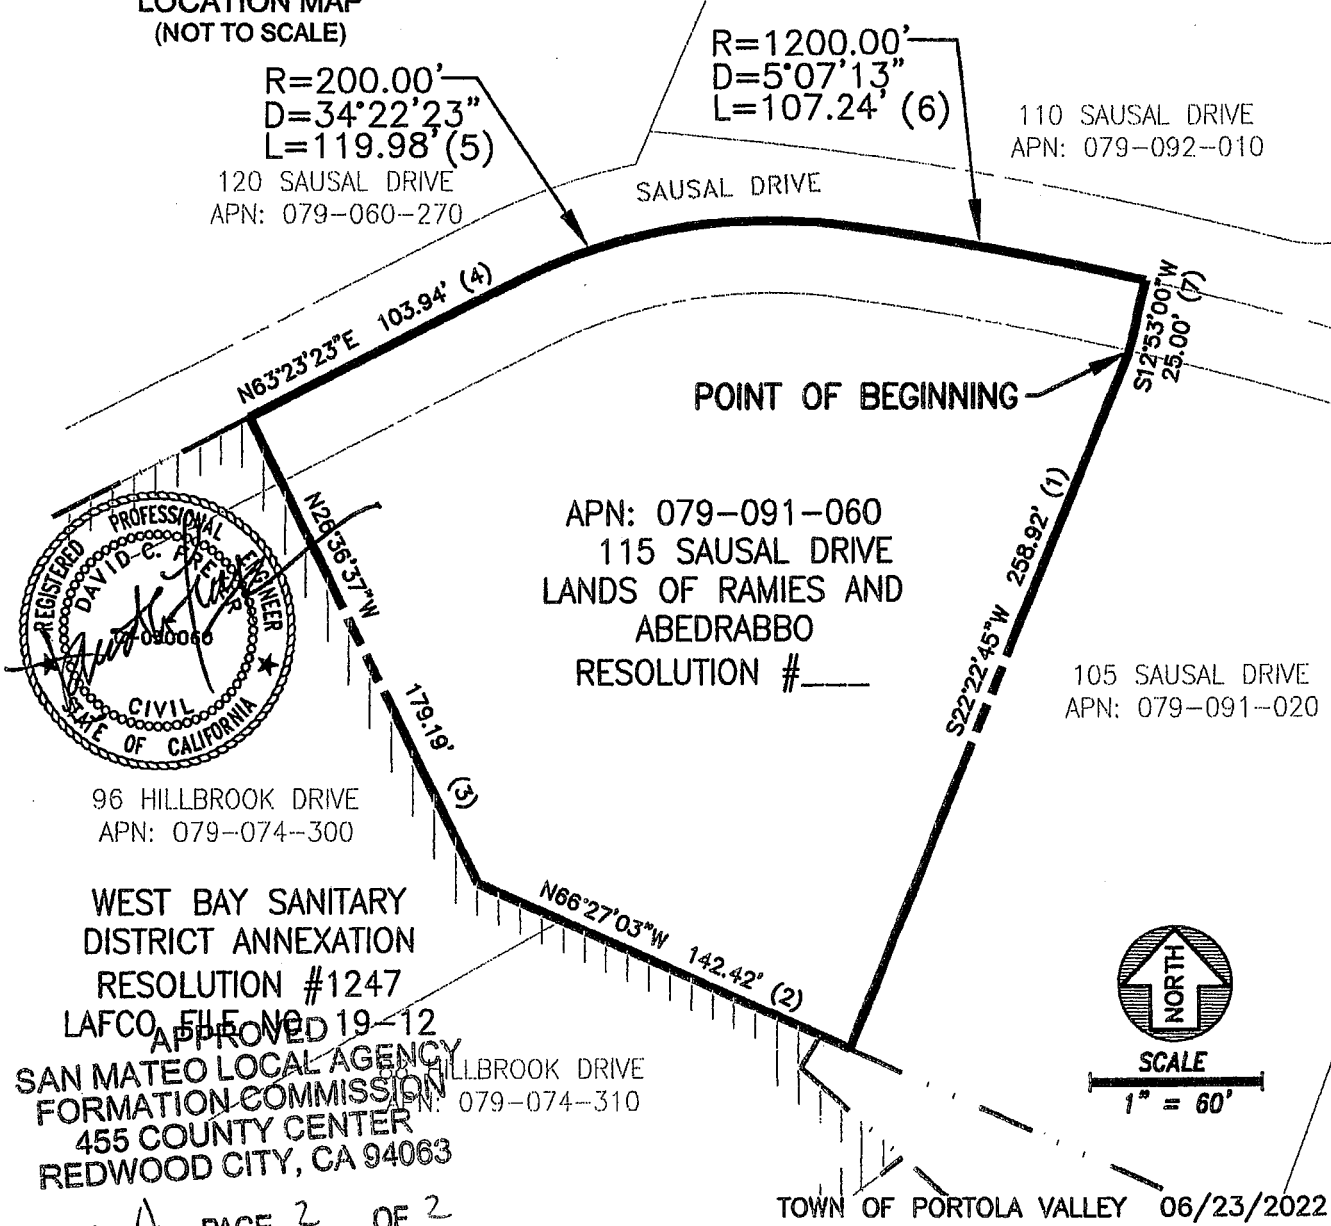 LOCATION MAP
(NOT TO SCALE)
R=200.00'
D=34°22'23"
L=119.98' (5)
R=1200.00'
D=5°07'13"
L=107.24' (6)
120 SAUSAL DRIVE
APN: 079-060-270
SAUSAL DRIVE
110 SAUSAL DRIVE
APN: 079-092-010
N63°23'23"E 103.94' (4)
S12°53'00"W
25.00' (7)
POINT OF BEGINNING
N26°36'37"W
179.19' (3)
APN: 079-091-060
115 SAUSAL DRIVE
LANDS OF RAMIES AND
ABEDRABBO
RESOLUTION #___
S22°22'45"W 258.92' (1)
105 SAUSAL DRIVE
APN: 079-091-020
REGISTERED PROFESSIONAL ENGINEER
DAVID C.
CIVIL
STATE OF CALIFORNIA
96 HILLBROOK DRIVE
APN: 079-074-300
N66°27'03"W 142.42' (2)
WEST BAY SANITARY
DISTRICT ANNEXATION
RESOLUTION #1247
LAFCO FILE NO. 19-12
APPROVED
SAN MATEO LOCAL AGENCY
FORMATION COMMISSION
455 COUNTY CENTER
REDWOOD CITY, CA 94063
HILLBROOK DRIVE
APN: 079-074-310
NORTH
SCALE
1" = 60'
PAGE 2 OF 2
TOWN OF PORTOLA VALLEY 06/23/2022